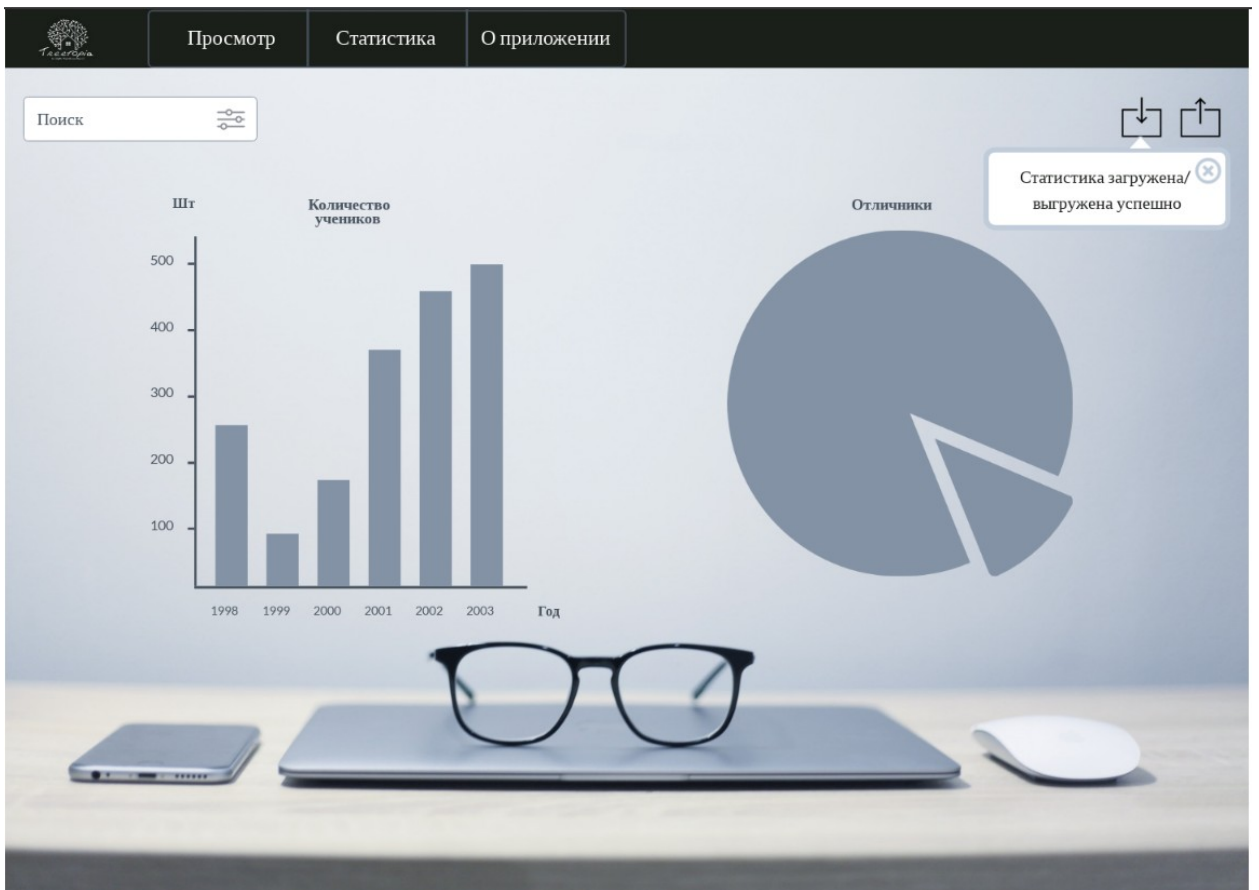 Treetopia
Просмотр
Статистика
О приложении
Поиск
Статистика загружена/
выгружена успешно
Шт
Количество
учеников
500
400
300
200
100
1998 1999 2000 2001 2002 2003 Год
Отличники